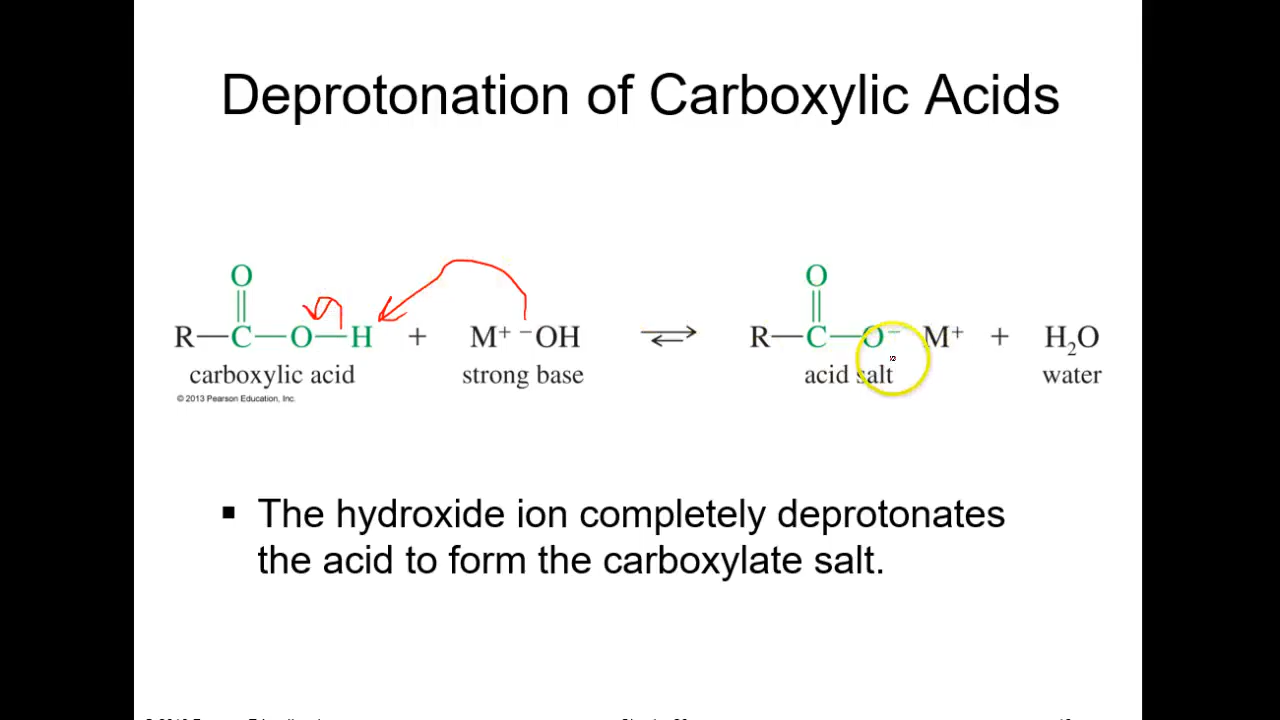 Deprotonation of Carboxylic Acids
O O
R—C—O—H + M⁺ ⁻OH ⇌ R—C—O⁻ M⁺ + H₂O
carboxylic acid strong base acid salt water
© 2013 Pearson Education, Inc.
▪ The hydroxide ion completely deprotonates
the acid to form the carboxylate salt.